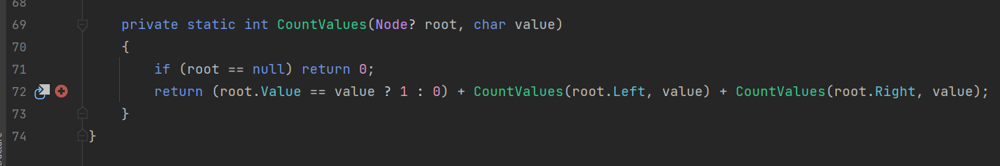 68
69 private static int CountValues(Node? root, char value)
70 {
71 if (root == null) return 0;
72 return (root.Value == value ? 1 : 0) + CountValues(root.Left, value) + CountValues(root.Right, value);
73 }
74 }
ructure